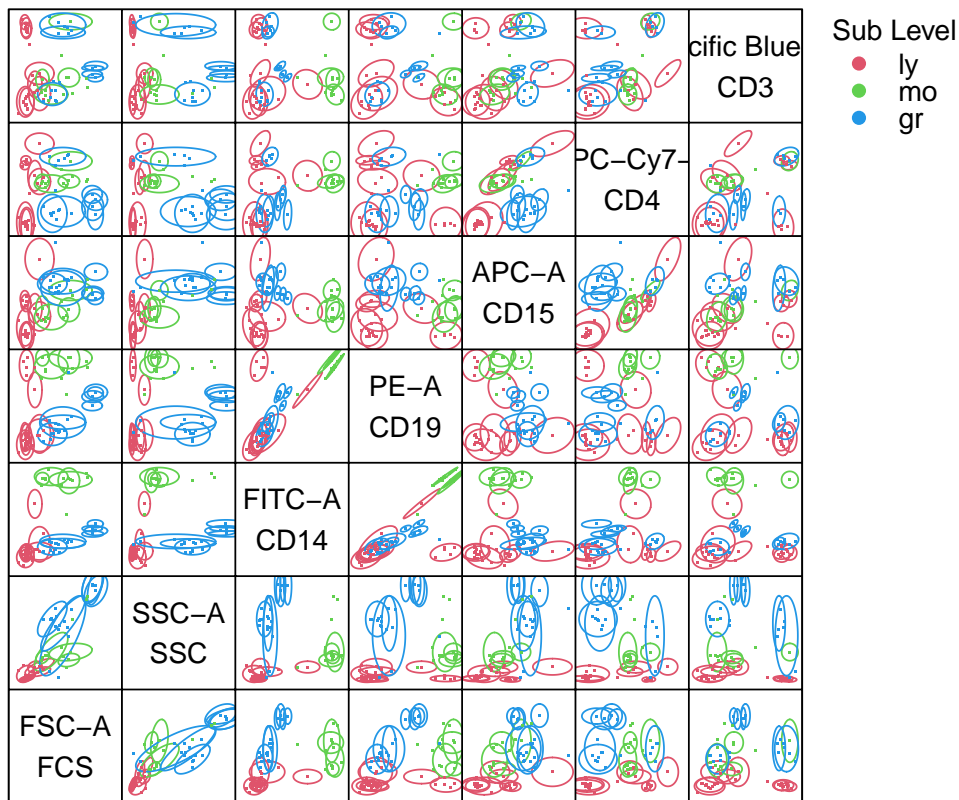 Sub Level
ly
mo
gr
cific Blue
CD3
PC−Cy7−
CD4
APC−A
CD15
PE−A
CD19
FITC−A
CD14
SSC−A
SSC
FSC−A
FCS